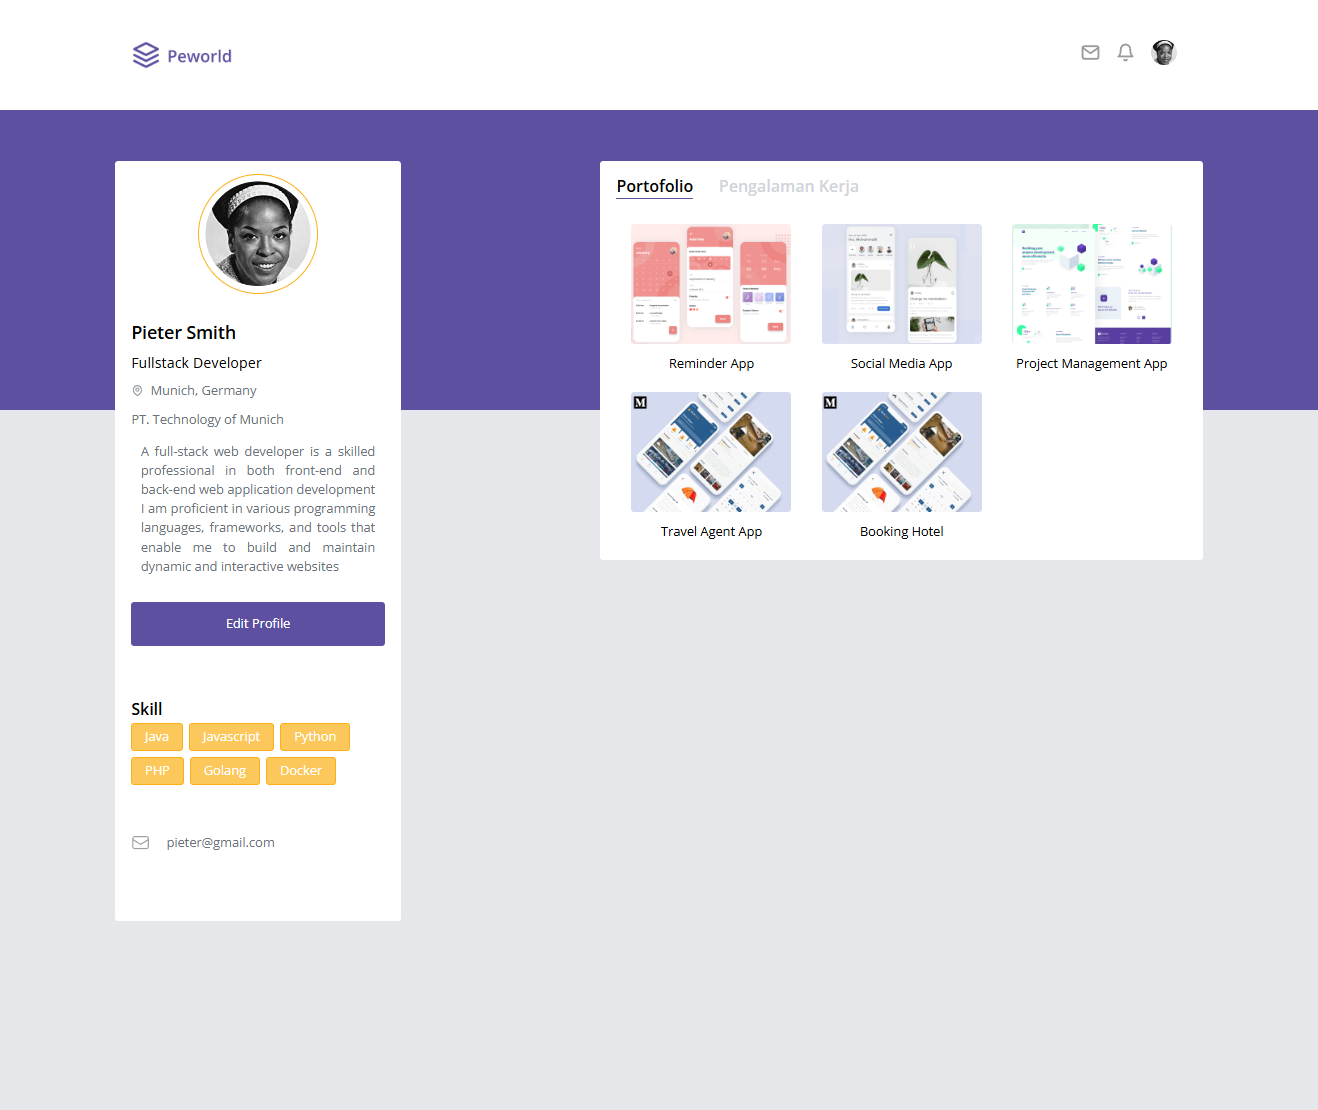 Peworld
Pieter Smith
Fullstack Developer
Munich, Germany
PT. Technology of Munich
A full-stack web developer is a skilled
professional in both front-end and
back-end web application development
I am proficient in various programming
languages, frameworks, and tools that
enable me to build and maintain
dynamic and interactive websites
Edit Profile
Skill
Java Javascript Python
PHP Golang Docker
pieter@gmail.com
Portofolio Pengalaman Kerja
Reminder App Social Media App Project Management App
M M
Travel Agent App Booking Hotel